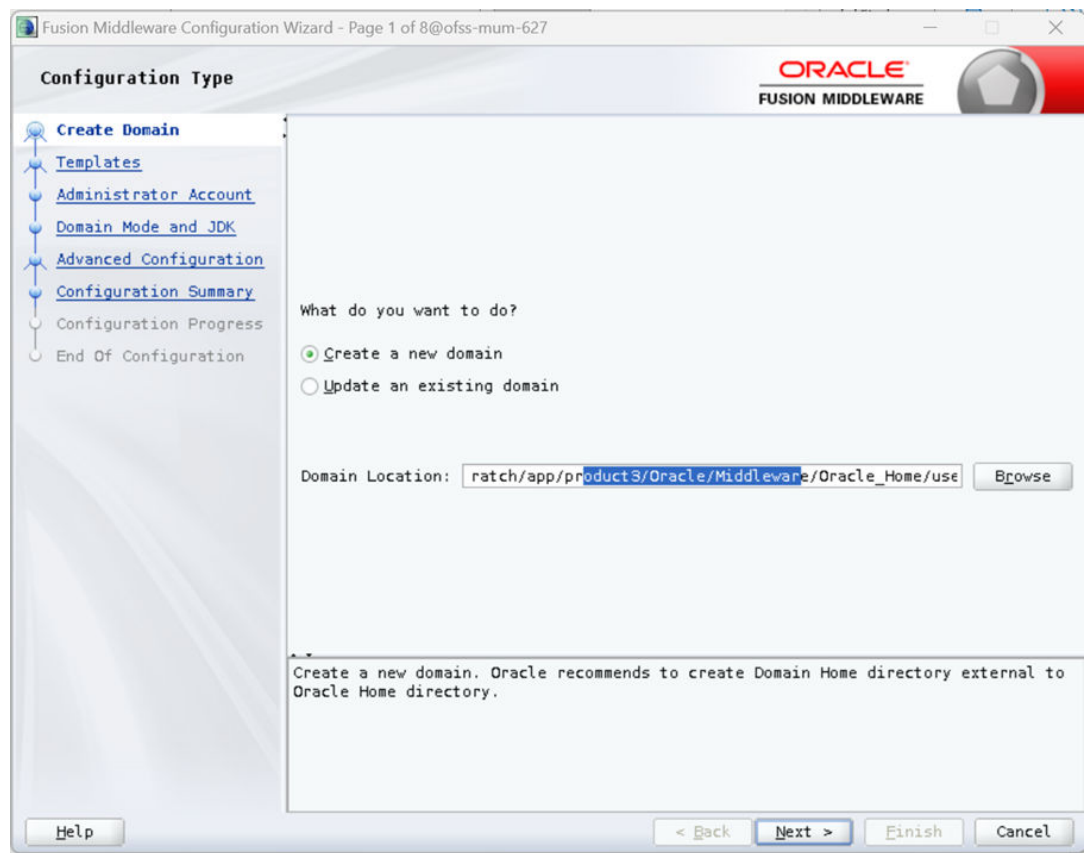 Fusion Middleware Configuration Wizard - Page 1 of 8@ofss-mum-627
Configuration Type
ORACLE
FUSION MIDDLEWARE
Create Domain
Templates
Administrator Account
Domain Mode and JDK
Advanced Configuration
Configuration Summary
Configuration Progress
End Of Configuration
What do you want to do?
Create a new domain
Update an existing domain
Domain Location: ratch/app/product3/Oracle/Middleware/Oracle_Home/use Browse
Create a new domain. Oracle recommends to create Domain Home directory external to
Oracle Home directory.
Help < Back Next > Finish Cancel